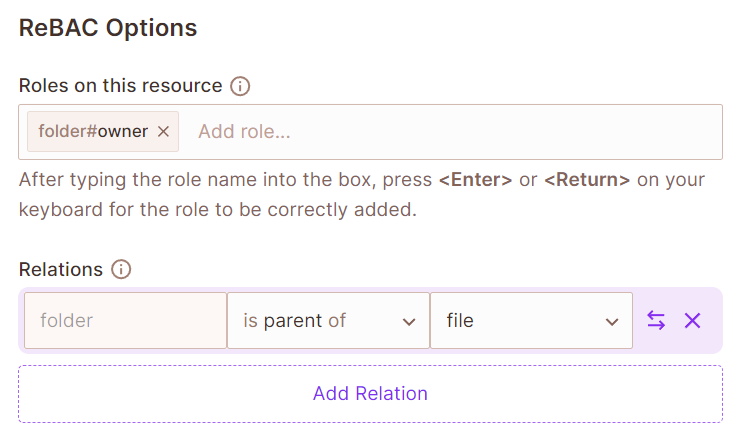 ReBAC Options
Roles on this resource
folder#owner × Add role...
After typing the role name into the box, press <Enter> or <Return> on your
keyboard for the role to be correctly added.
Relations
folder is parent of file
Add Relation